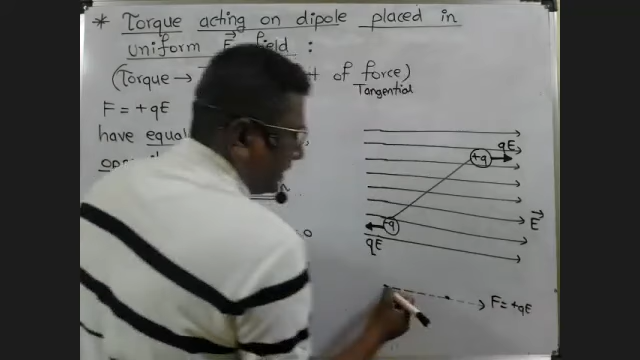 * Torque acting on dipole placed in
uniform E⃗ field :
(Torque → of force)
Tangential
F = +qE
have equal
qE
+q
-q
qE
E⃗
F = +qE